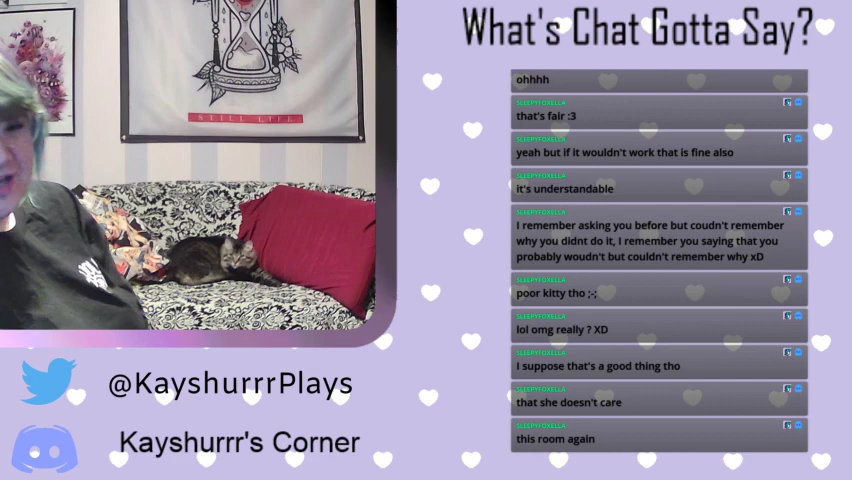 What's Chat Gotta Say?
STILL LIFE
ohhhh
SLEEPYFOXELLA
that's fair :3
SLEEPYFOXELLA
yeah but if it wouldn't work that is fine also
SLEEPYFOXELLA
it's understandable
SLEEPYFOXELLA
I remember asking you before but coudn't remember
why you didnt do it, I remember you saying that you
probably woudn't but couldn't remember why xD
SLEEPYFOXELLA
poor kitty tho ;-;
SLEEPYFOXELLA
lol omg really ? XD
SLEEPYFOXELLA
I suppose that's a good thing tho
SLEEPYFOXELLA
that she doesn't care
SLEEPYFOXELLA
this room again
@KayshurrrPlays
Kayshurrr's Corner